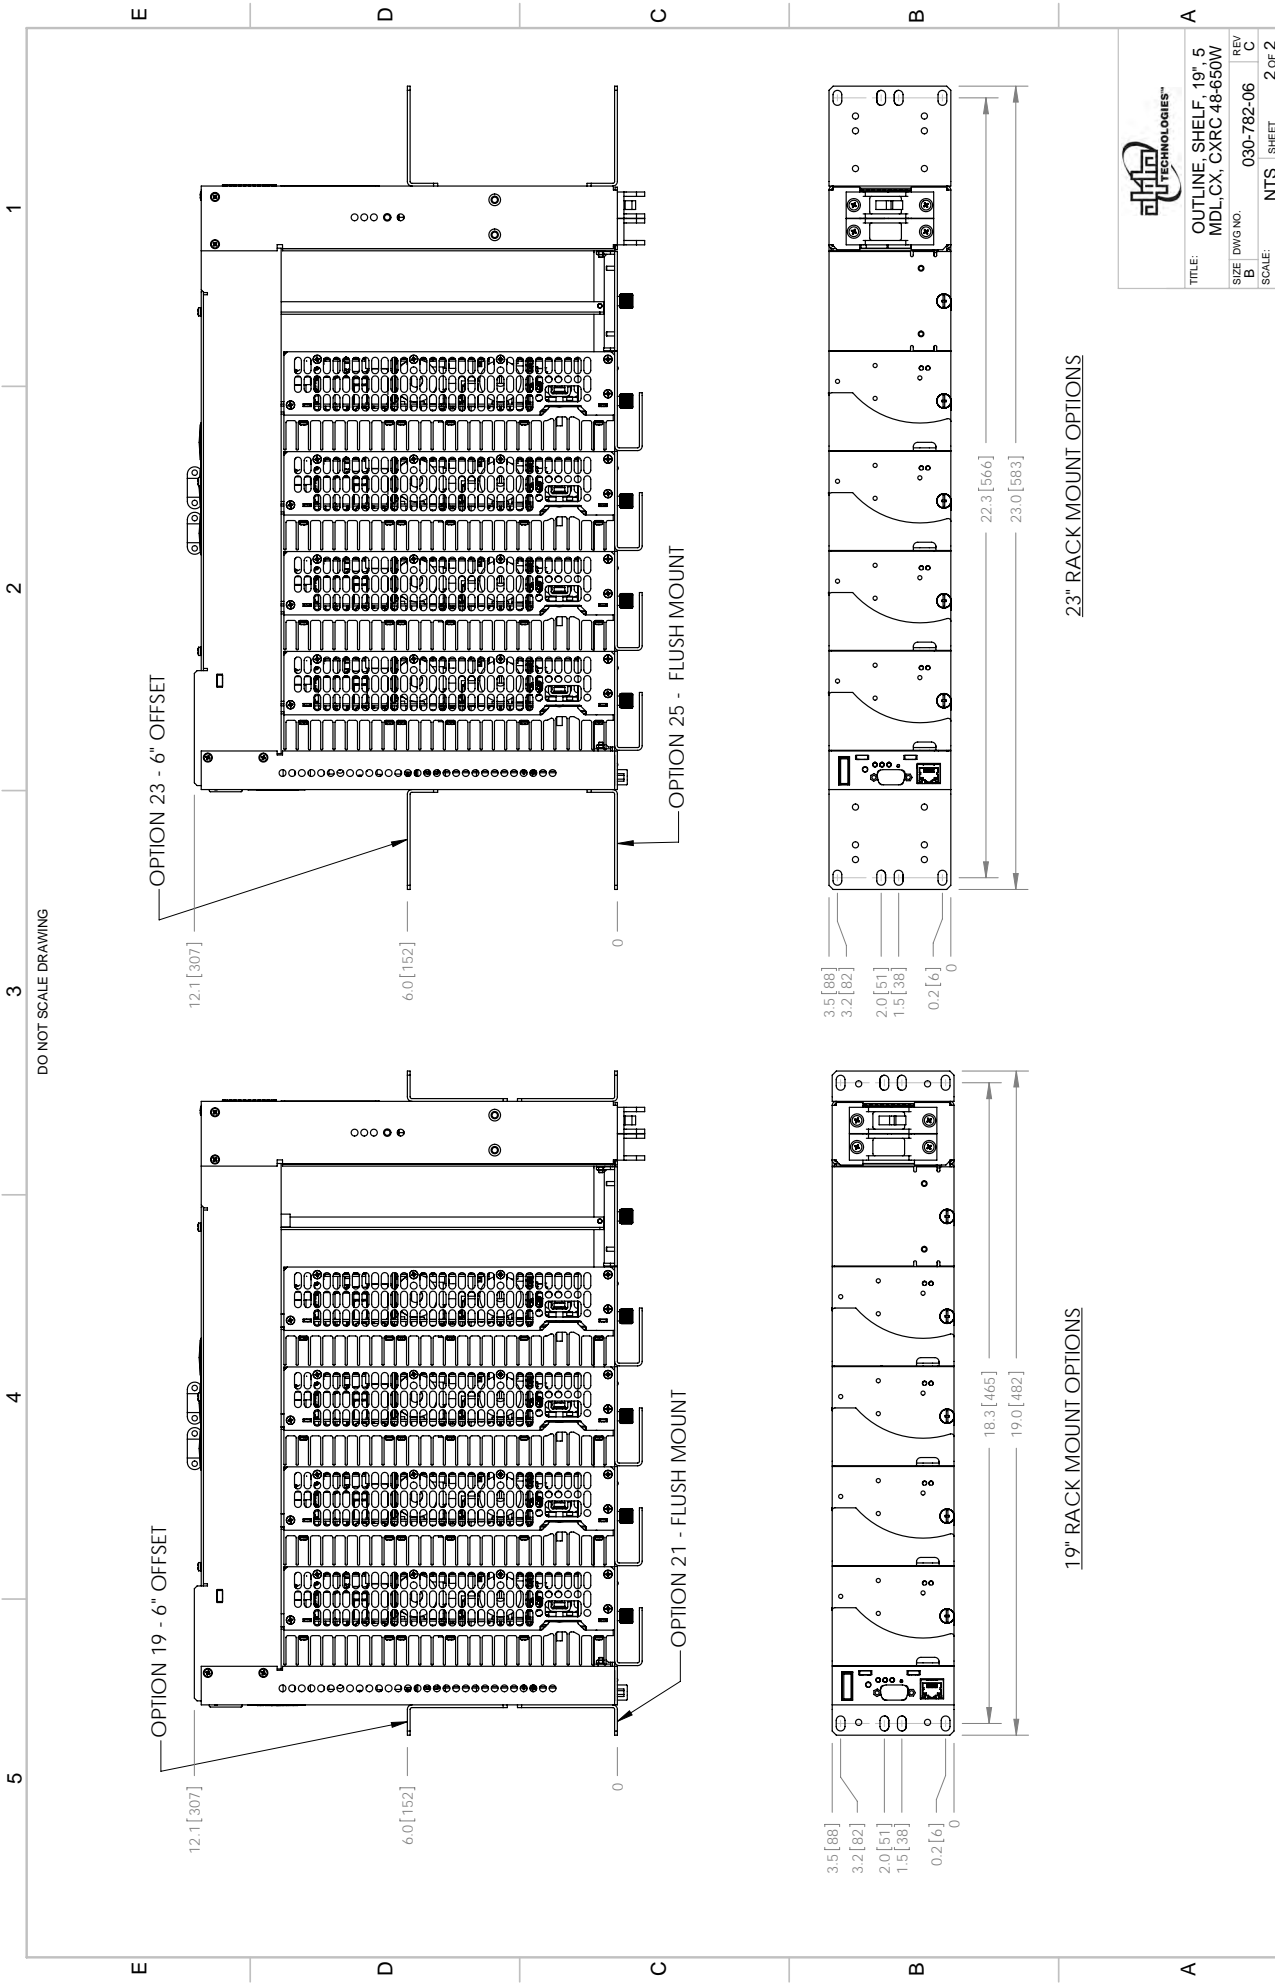 5
4
3
2
1
DO NOT SCALE DRAWING
E
E
D
D
C
C
B
B
A
A
OPTION 19 - 6" OFFSET
12.1 [307]
6.0 [152]
0
OPTION 21 - FLUSH MOUNT
OPTION 23 - 6" OFFSET
12.1 [307]
6.0 [152]
0
OPTION 25 - FLUSH MOUNT
3.5 [88]
3.2 [82]
2.0 [51]
1.5 [38]
0.2 [6]
0
18.3 [465]
19.0 [482]
19" RACK MOUNT OPTIONS
3.5 [88]
3.2 [82]
2.0 [51]
1.5 [38]
0.2 [6]
0
22.3 [566]
23.0 [583]
23" RACK MOUNT OPTIONS
alpha
TECHNOLOGIES™
TITLE:
OUTLINE, SHELF, 19", 5
MDL,CX, CXRC 48-650W
SIZE DWG NO. REV
B 030-782-06 C
SCALE: NTS SHEET 2 OF 2